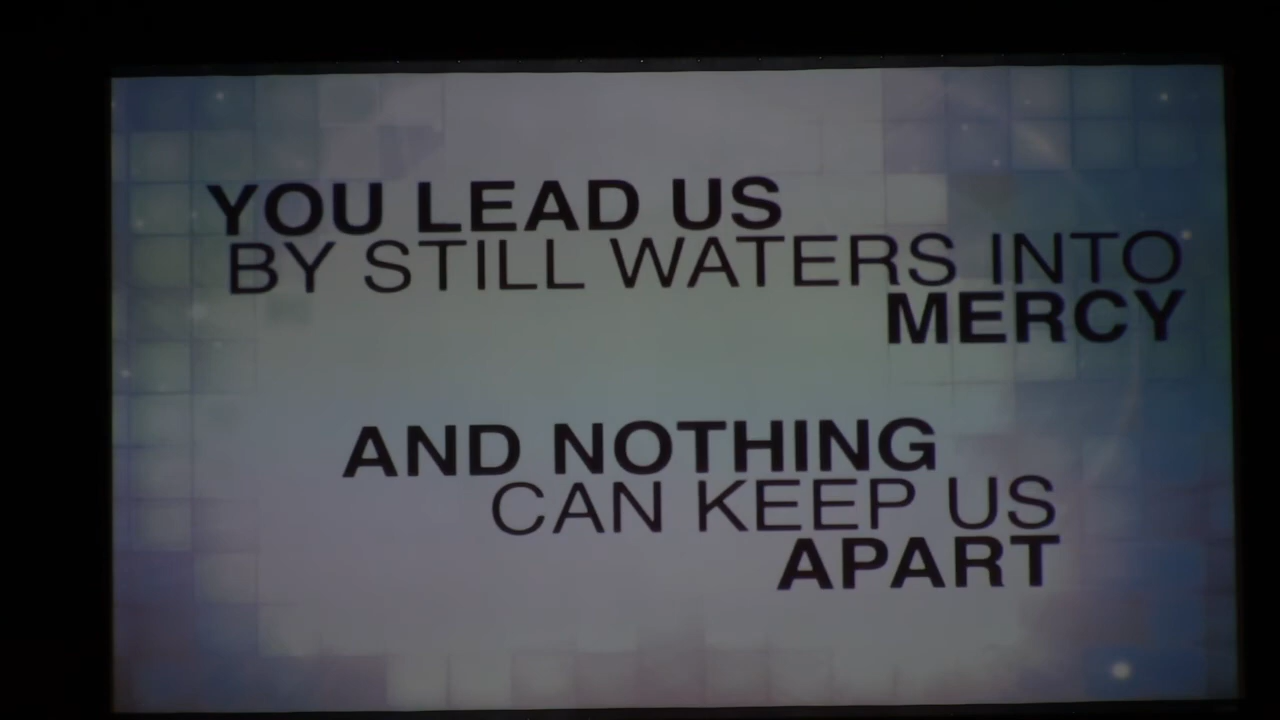 YOU LEAD US
BY STILL WATERS INTO
MERCY
AND NOTHING
CAN KEEP US
APART